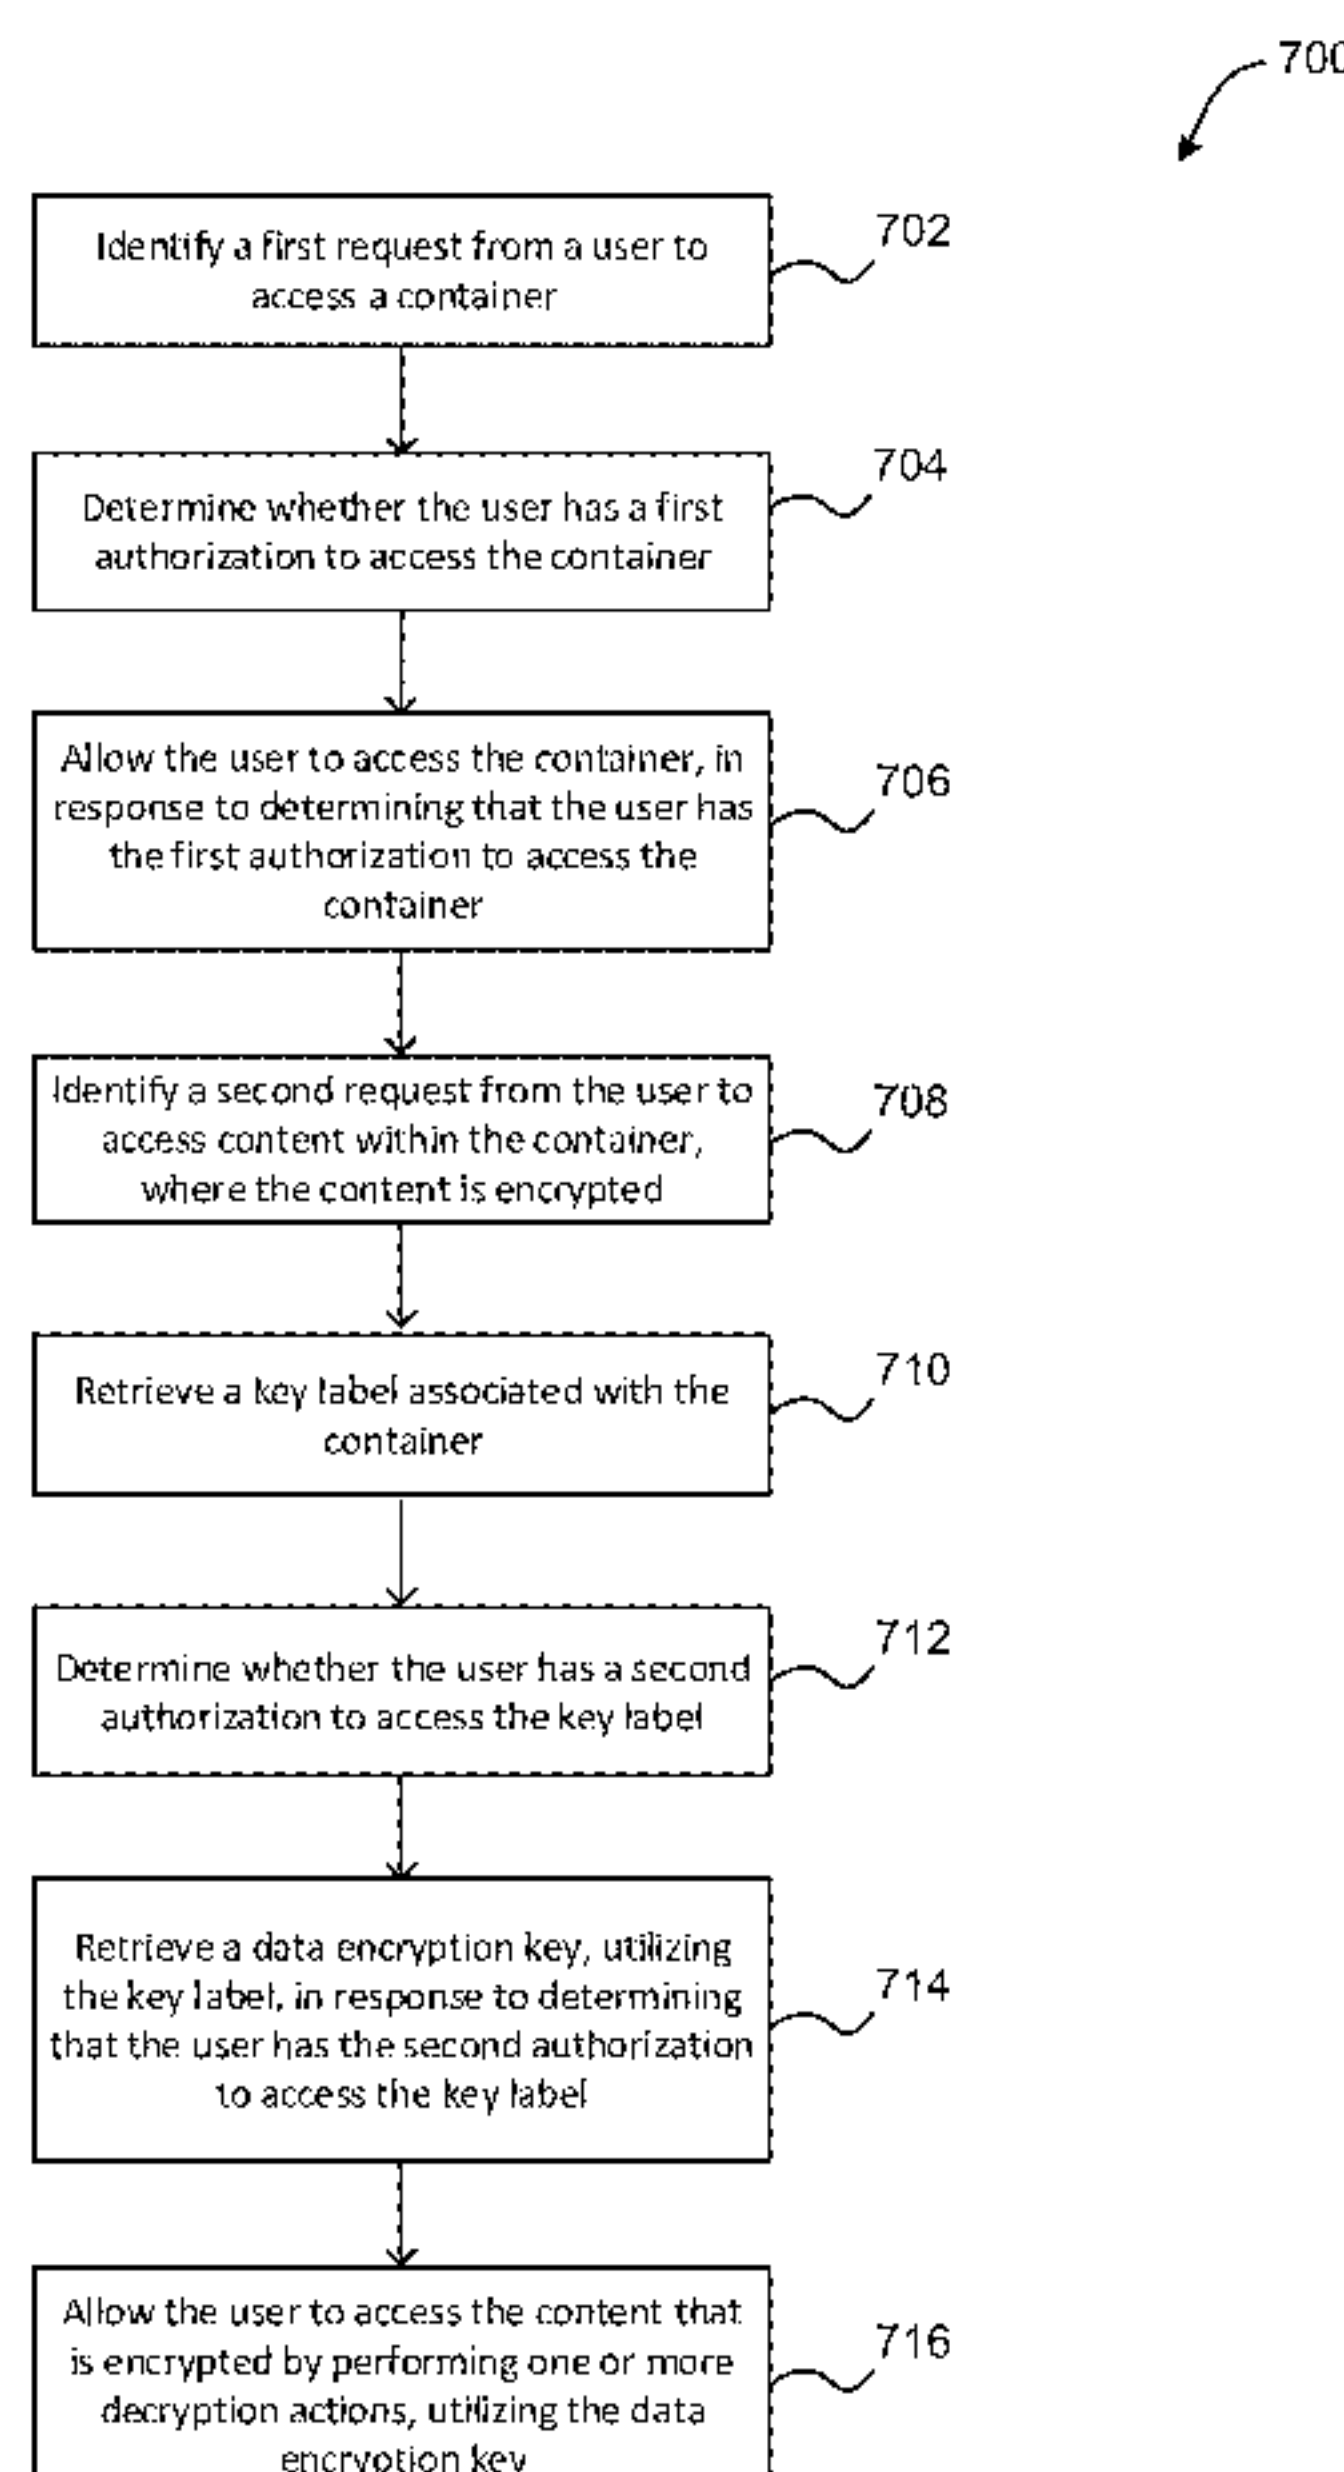 700
Identify a first request from a user to
access a container
702
Determine whether the user has a first
authorization to access the container
704
Allow the user to access the container, in
response to determining that the user has
the first authorization to access the
container
706
Identify a second request from the user to
access content within the container,
where the content is encrypted
708
Retrieve a key label associated with the
container
710
Determine whether the user has a second
authorization to access the key label
712
Retrieve a data encryption key, utilizing
the key label, in response to determining
that the user has the second authorization
to access the key label
714
Allow the user to access the content that
is encrypted by performing one or more
decryption actions, utilizing the data
encryption key
716